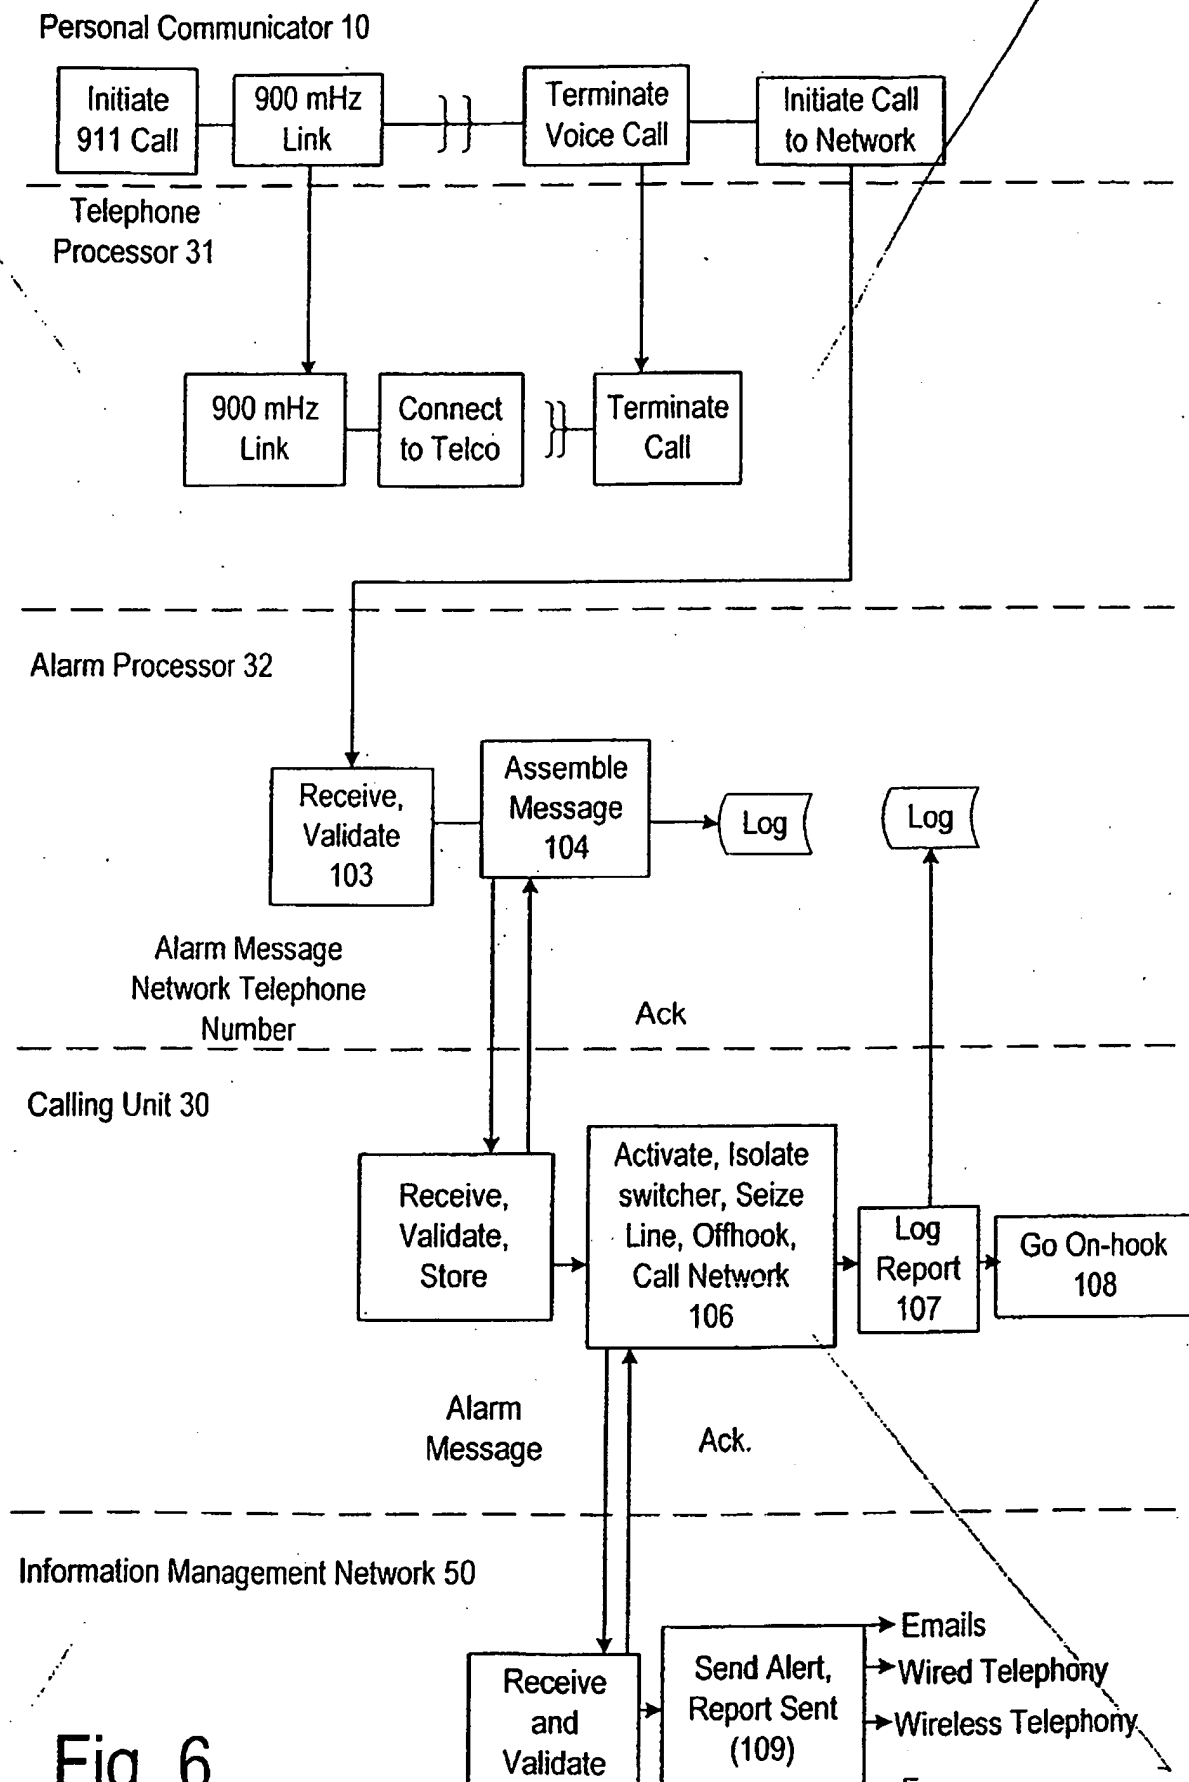 Personal Communicator 10
Initiate
911 Call
900 mHz
Link
Terminate
Voice Call
Initiate Call
to Network
Telephone
Processor 31
900 mHz
Link
Connect
to Telco
Terminate
Call
Alarm Processor 32
Receive,
Validate
103
Assemble
Message
104
Log
Log
Alarm Message
Network Telephone
Number
Ack
Calling Unit 30
Receive,
Validate,
Store
Activate, Isolate
switcher, Seize
Line, Offhook,
Call Network
106
Log
Report
107
Go On-hook
108
Alarm
Message
Ack.
Information Management Network 50
Receive
and
Validate
Send Alert,
Report Sent
(109)
Emails
Wired Telephony
Wireless Telephony
Fig. 6